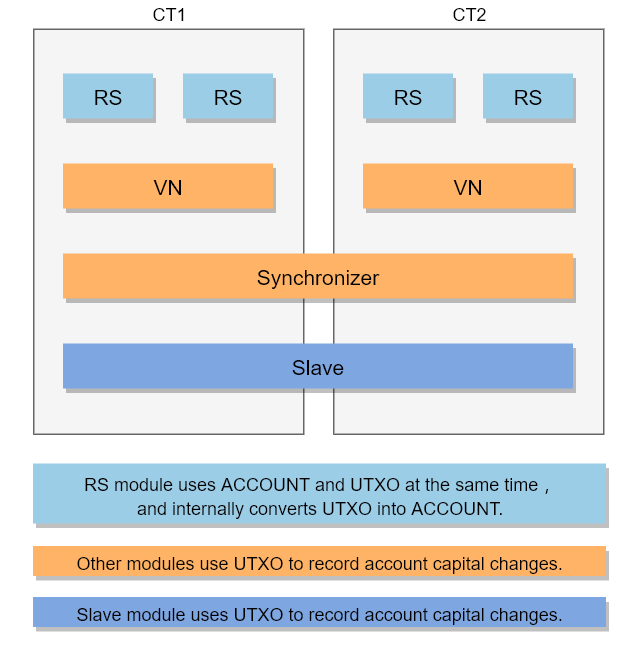 CT1 CT2
RS RS RS RS
VN VN
Synchronizer
Slave
RS module uses ACCOUNT and UTXO at the same time ,
and internally converts UTXO into ACCOUNT.
Other modules use UTXO to record account capital changes.
Slave module uses UTXO to record account capital changes.